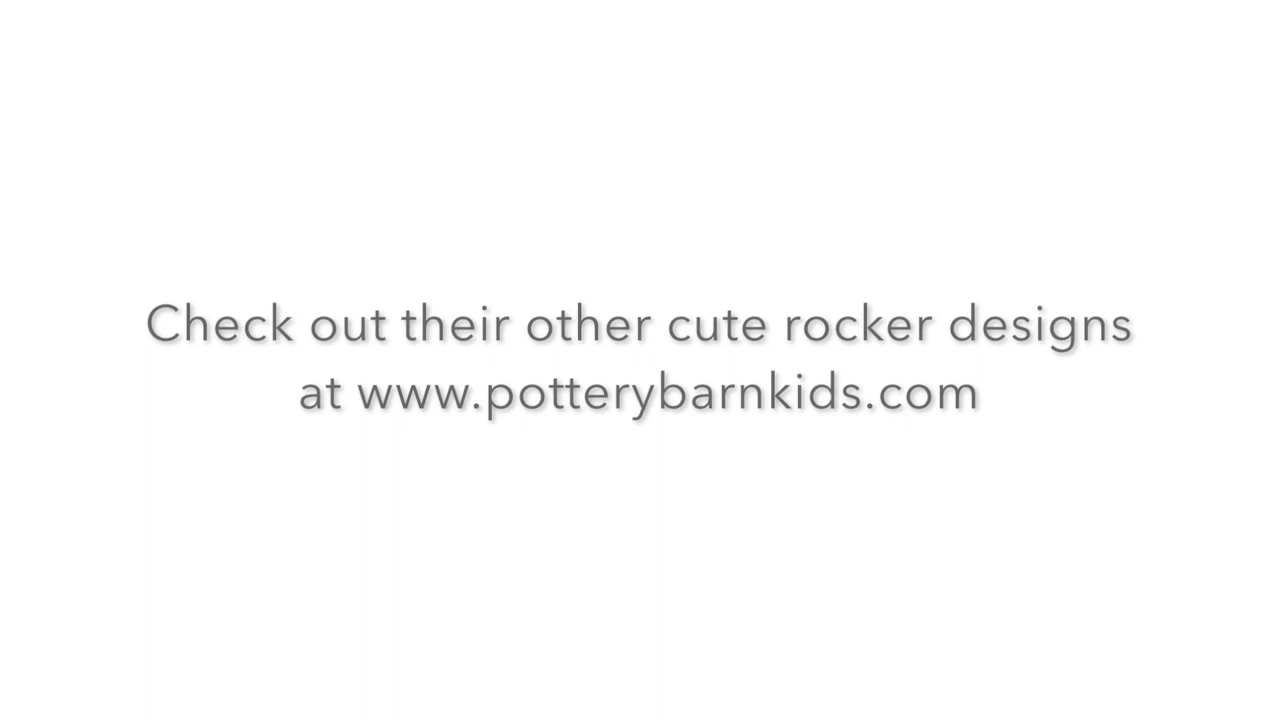 Check out their other cute rocker designs
at www.potterybarnkids.com